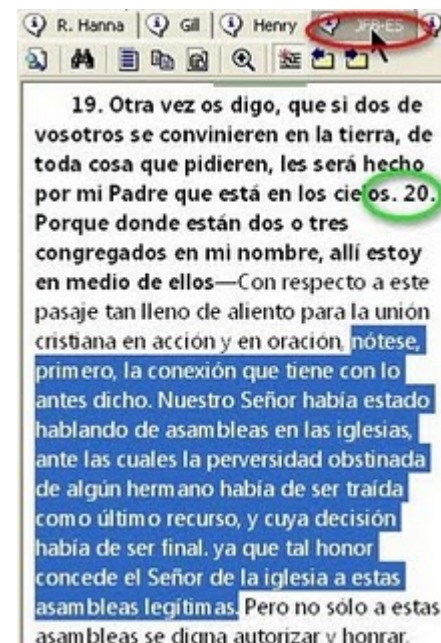 R. Hanna Gill Henry JFB-ES
19. Otra vez os digo, que si dos de
vosotros se convinieren en la tierra, de
toda cosa que pidieren, les será hecho
por mi Padre que está en los cielos. 20.
Porque donde están dos o tres
congregados en mi nombre, allí estoy
en medio de ellos—Con respecto a este
pasaje tan lleno de aliento para la unión
cristiana en acción y en oración, nótese,
primero, la conexión que tiene con lo
antes dicho. Nuestro Señor había estado
hablando de asambleas en las iglesias,
ante las cuales la perversidad obstinada
de algún hermano había de ser traída
como último recurso, y cuya decisión
había de ser final. ya que tal honor
concede el Señor de la iglesia a estas
asambleas legítimas. Pero no sólo a estas
asambleas se digna autorizar y honrar.